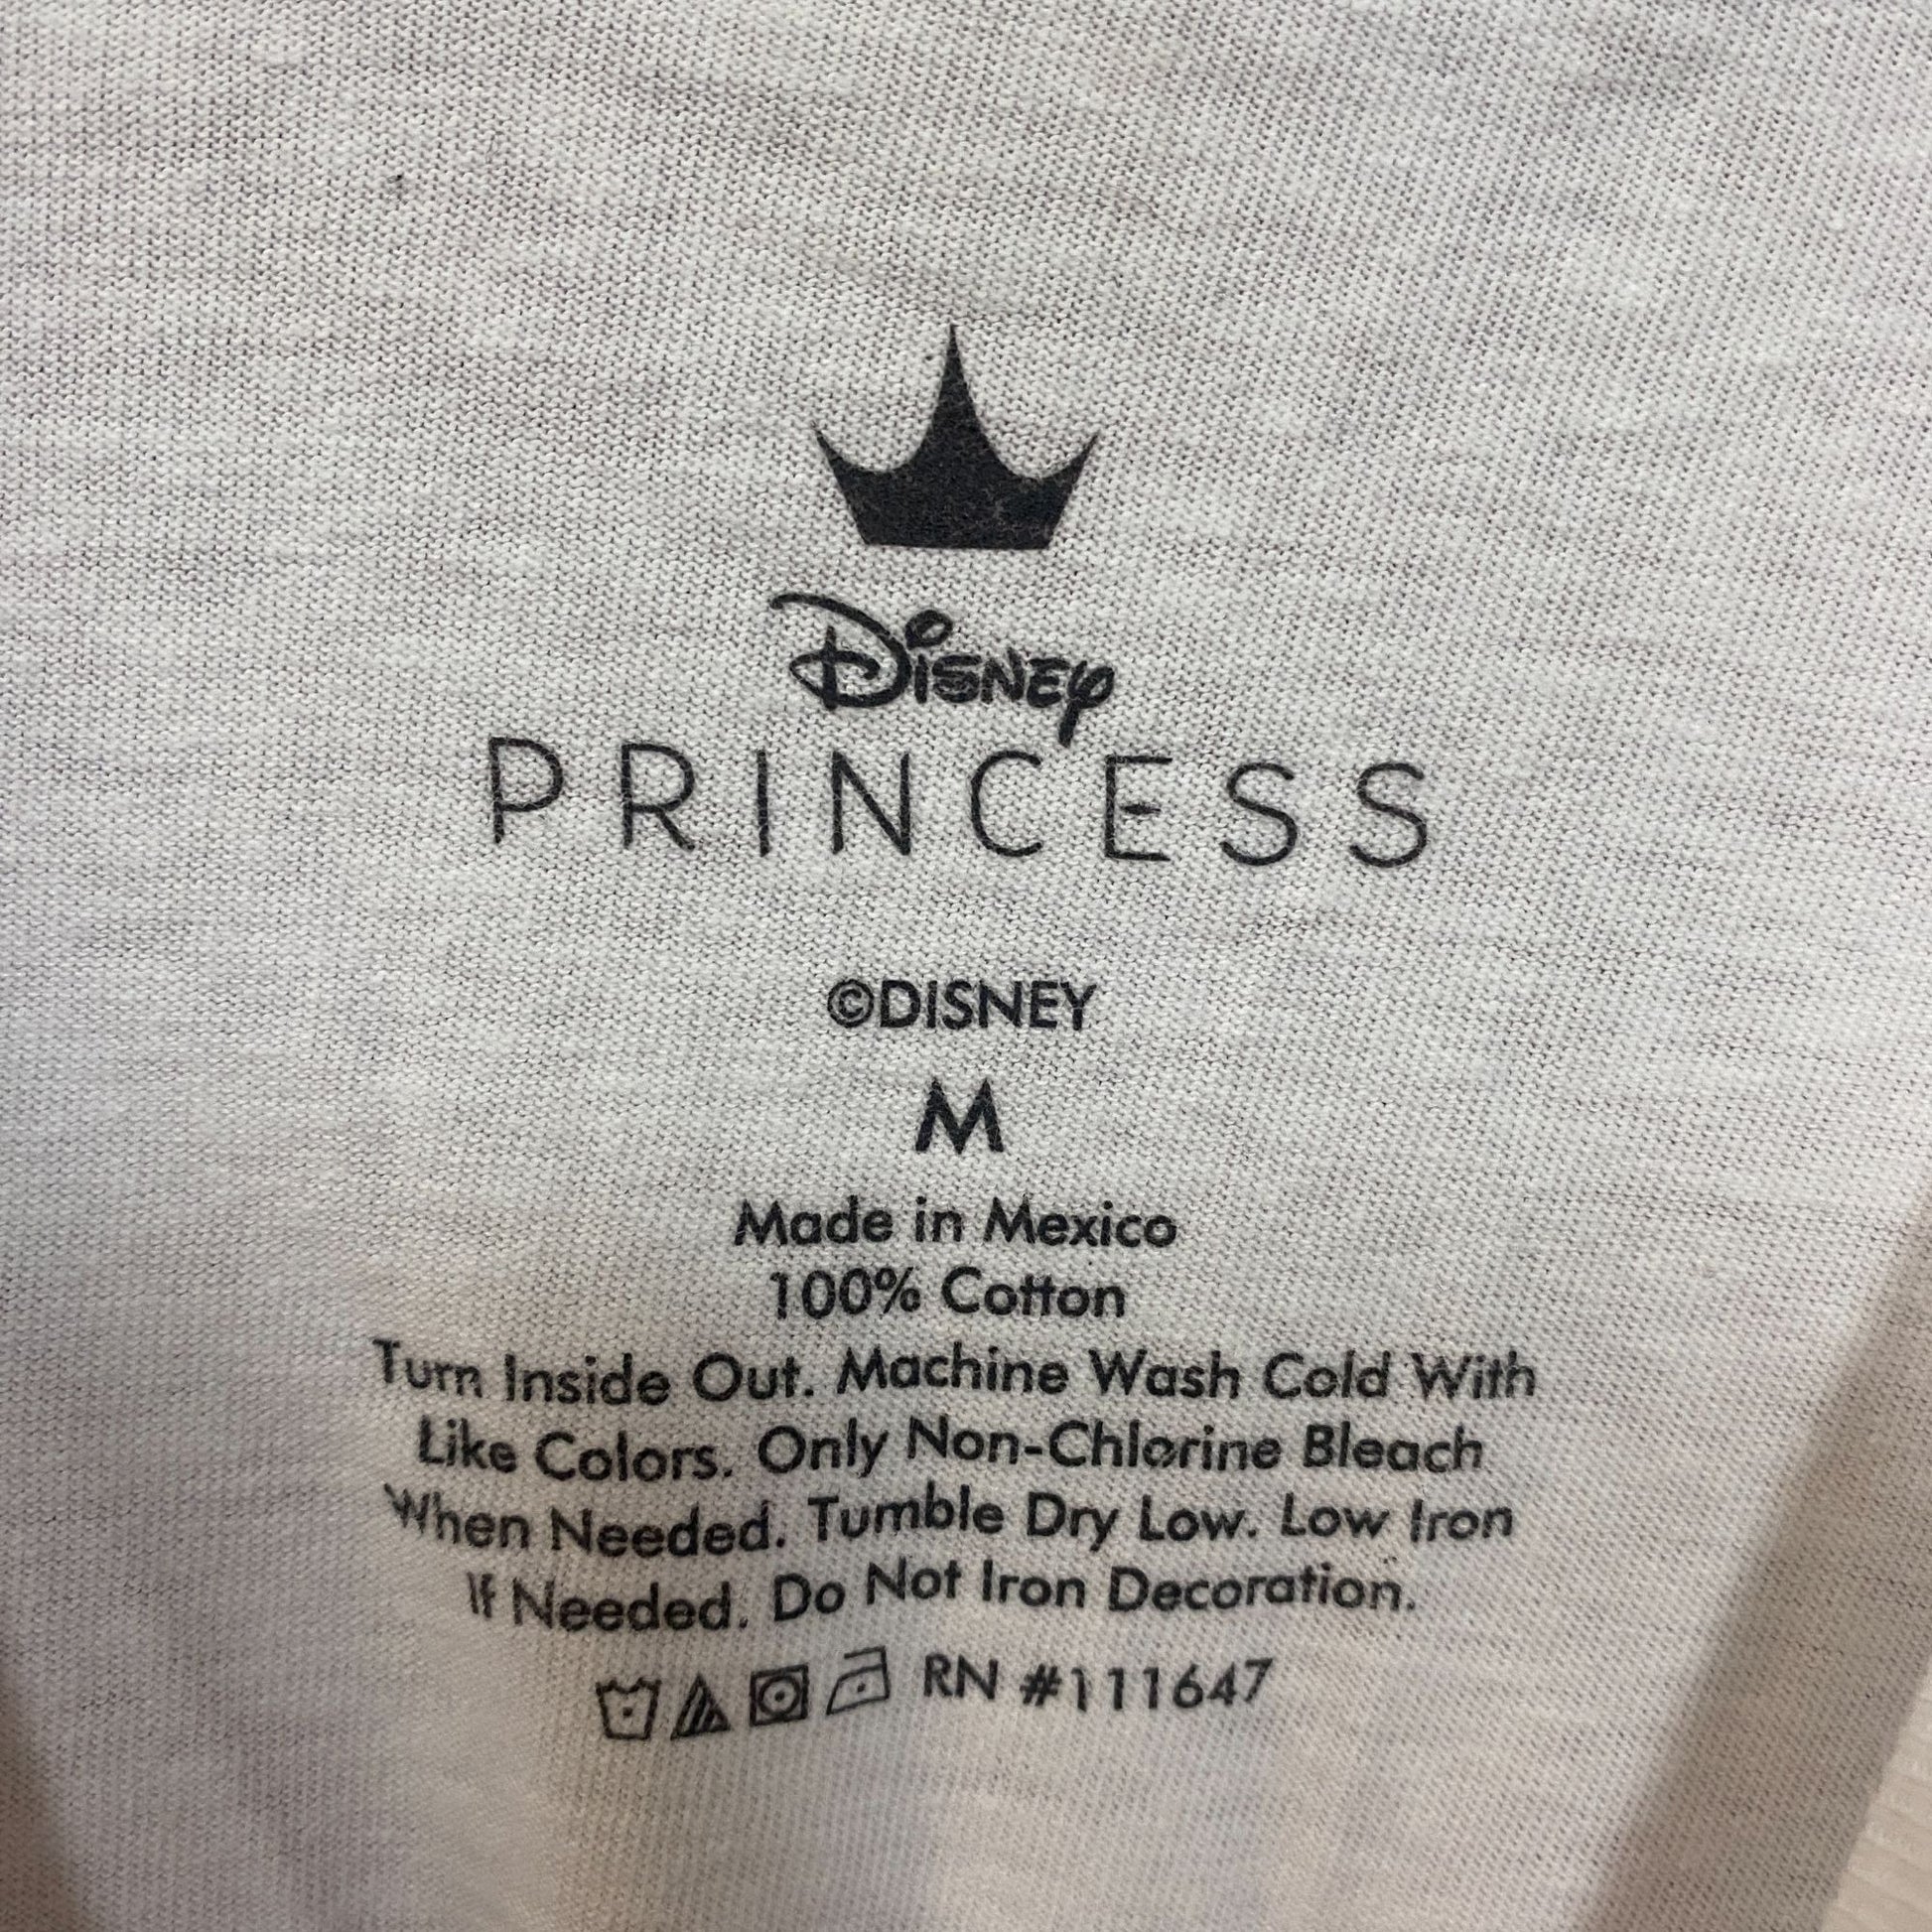 Disney
PRINCESS
©DISNEY
M
Made in Mexico
100% Cotton
Turn Inside Out. Machine Wash Cold With
Like Colors. Only Non-Chlorine Bleach
When Needed. Tumble Dry Low. Low Iron
If Needed. Do Not Iron Decoration.
RN #111647